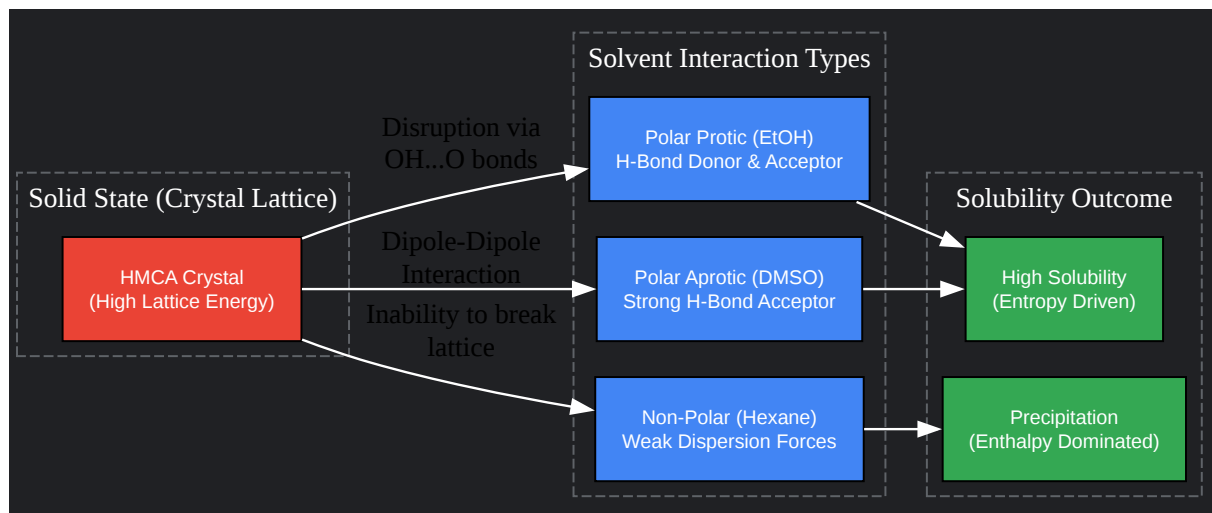 Solid State (Crystal Lattice)
HMCA Crystal
(High Lattice Energy)
Disruption via
OH...O bonds
Dipole-Dipole
Interaction
Inability to break
lattice
Solvent Interaction Types
Polar Protic (EtOH)
H-Bond Donor & Acceptor
Polar Aprotic (DMSO)
Strong H-Bond Acceptor
Non-Polar (Hexane)
Weak Dispersion Forces
Solubility Outcome
High Solubility
(Entropy Driven)
Precipitation
(Enthalpy Dominated)